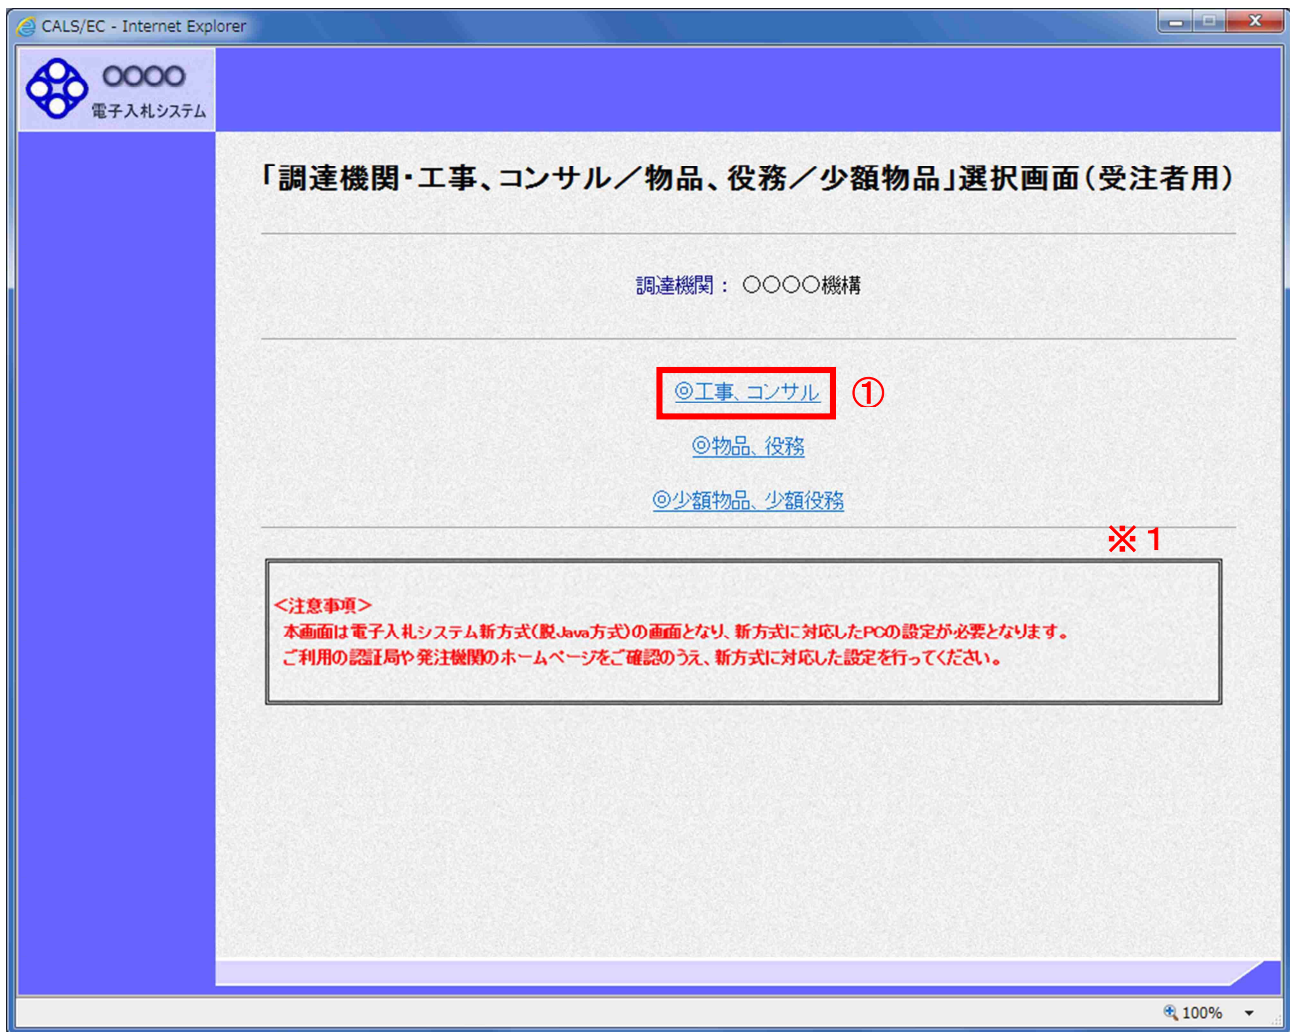 CALS/EC - Internet Explorer
○○○○
電子入札システム
「調達機関・工事、コンサル／物品、役務／少額物品」選択画面(受注者用)
調達機関： ○○○○機構
◎工事、コンサル ①
◎物品、役務
◎少額物品、少額役務
※１
＜注意事項＞
本画面は電子入札システム新方式(脱Java方式)の画面となり、新方式に対応したPCの設定が必要となります。
ご利用の認証局や発注機関のホームページをご確認のうえ、新方式に対応した設定を行ってください。
100%